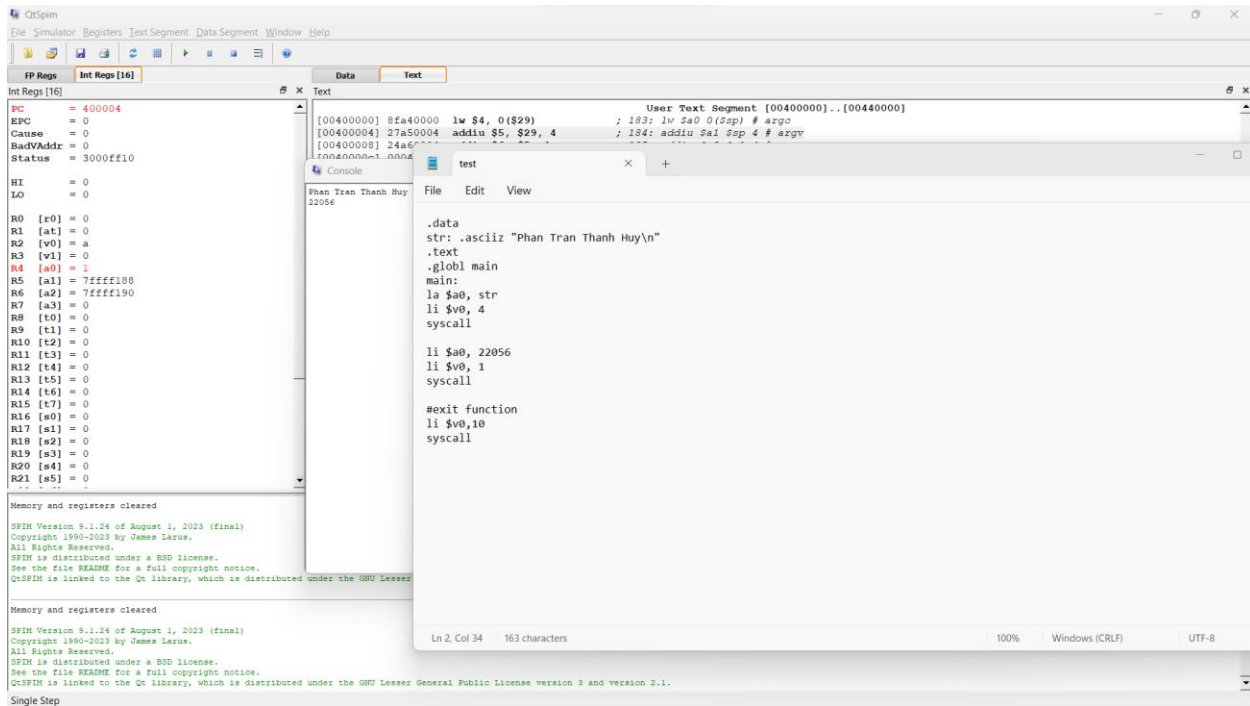 QtSpim
File Simulator Registers Text Segment Data Segment Window Help
FP Regs Int Regs [16]
Int Regs [16]
PC = 400004
EPC = 0
Cause = 0
BadVAddr = 0
Status = 3000ff10
HI = 0
LO = 0
R0 [r0] = 0
R1 [at] = 0
R2 [v0] = a
R3 [v1] = 0
R4 [a0] = 1
R5 [a1] = 7ffff188
R6 [a2] = 7ffff190
R7 [a3] = 0
R8 [t0] = 0
R9 [t1] = 0
R10 [t2] = 0
R11 [t3] = 0
R12 [t4] = 0
R13 [t5] = 0
R14 [t6] = 0
R15 [t7] = 0
R16 [s0] = 0
R17 [s1] = 0
R18 [s2] = 0
R19 [s3] = 0
R20 [s4] = 0
R21 [s5] = 0
Data Text
Text
User Text Segment [00400000]..[00440000]
[00400000] 8fa40000 lw $4, 0($29) ; 183: lw $a0 0($sp) # argc
[00400004] 27a50004 addiu $5, $29, 4 ; 184: addiu $a1 $sp 4 # argv
[00400008]
Console
Phan Tran Thanh Huy
22056
test
File Edit View
.data
str: .asciiz "Phan Tran Thanh Huy\n"
.text
.globl main
main:
la $a0, str
li $v0, 4
syscall
li $a0, 22056
li $v0, 1
syscall
#exit function
li $v0,10
syscall
Ln 2, Col 34 163 characters 100% Windows (CRLF) UTF-8
Memory and registers cleared
SPIM Version 9.1.24 of August 1, 2023 (final)
Copyright 1990-2023 by James Larus.
All Rights Reserved.
SPIM is distributed under a BSD license.
See the file README for a full copyright notice.
QtSPIM is linked to the Qt library, which is distributed under the GNU Lesser
Memory and registers cleared
SPIM Version 9.1.24 of August 1, 2023 (final)
Copyright 1990-2023 by James Larus.
All Rights Reserved.
SPIM is distributed under a BSD license.
See the file README for a full copyright notice.
QtSPIM is linked to the Qt library, which is distributed under the GNU Lesser General Public License version 3 and version 2.1.
Single Step